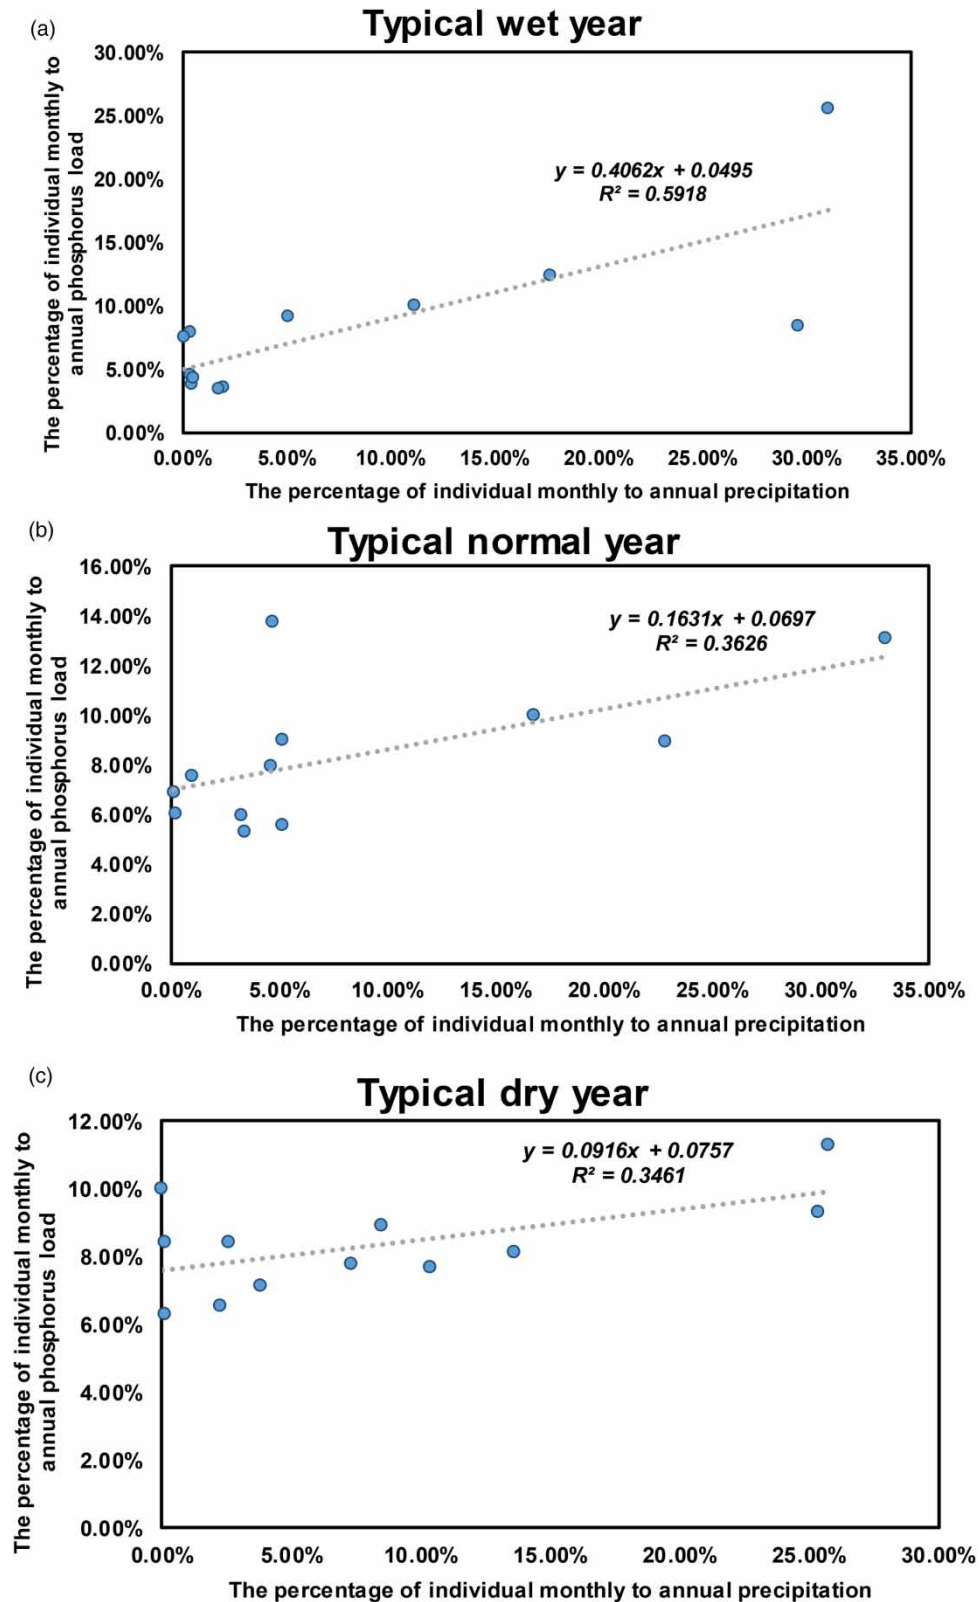 (a)
Typical wet year
The percentage of individual monthly to
annual phosphorus load
30.00%
25.00%
20.00%
15.00%
10.00%
5.00%
0.00%
y = 0.4062x + 0.0495
R² = 0.5918
0.00% 5.00% 10.00% 15.00% 20.00% 25.00% 30.00% 35.00%
The percentage of individual monthly to annual precipitation
(b)
Typical normal year
The percentage of individual monthly to
annual phosphorus load
16.00%
14.00%
12.00%
10.00%
8.00%
6.00%
4.00%
2.00%
0.00%
y = 0.1631x + 0.0697
R² = 0.3626
0.00% 5.00% 10.00% 15.00% 20.00% 25.00% 30.00% 35.00%
The percentage of individual monthly to annual precipitation
(c)
Typical dry year
The percentage of individual monthly to
annual phosphorus load
12.00%
10.00%
8.00%
6.00%
4.00%
2.00%
0.00%
y = 0.0916x + 0.0757
R² = 0.3461
0.00% 5.00% 10.00% 15.00% 20.00% 25.00% 30.00%
The percentage of individual monthly to annual precipitation